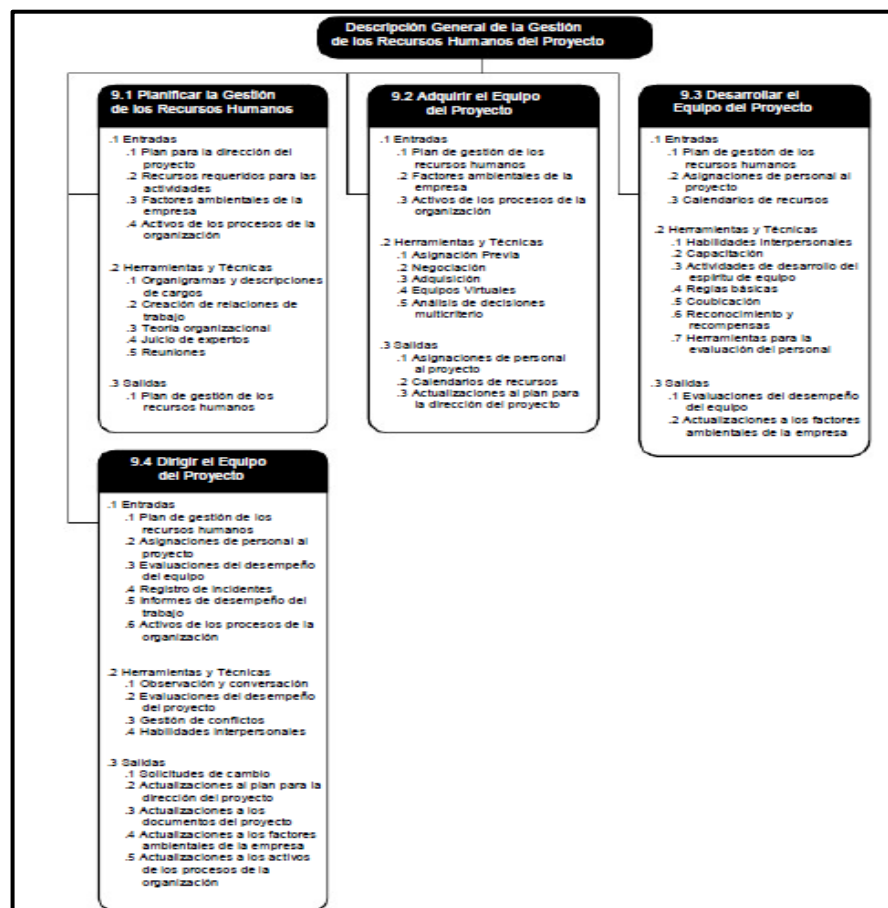 Descripción General de la Gestión
de los Recursos Humanos del Proyecto
9.1 Planificar la Gestión
de los Recursos Humanos
.1 Entradas
.1 Plan para la dirección del
proyecto
.2 Recursos requeridos para las
actividades
.3 Factores ambientales de la
empresa
.4 Activos de los procesos de la
organización
.2 Herramientas y Técnicas
.1 Organigramas y descripciones
de cargos
.2 Creación de relaciones de
trabajo
.3 Teoría organizacional
.4 Juicio de expertos
.5 Reuniones
.3 Salidas
.1 Plan de gestión de los
recursos humanos
9.2 Adquirir el Equipo
del Proyecto
.1 Entradas
.1 Plan de gestión de los
recursos humanos
.2 Factores ambientales de la
empresa
.3 Activos de los procesos de la
organización
.2 Herramientas y Técnicas
.1 Asignación Previa
.2 Negociación
.3 Adquisición
.4 Equipos Virtuales
.5 Análisis de decisiones
multicriterio
.3 Salidas
.1 Asignaciones de personal
al proyecto
.2 Calendarios de recursos
.3 Actualizaciones al plan para
la dirección del proyecto
9.3 Desarrollar el
Equipo del Proyecto
.1 Entradas
.1 Plan de gestión de los
recursos humanos
.2 Asignaciones de personal al
proyecto
.3 Calendarios de recursos
.2 Herramientas y Técnicas
.1 Habilidades interpersonales
.2 Capacitación
.3 Actividades de desarrollo del
espíritu de equipo
.4 Reglas básicas
.5 Coubicación
.6 Reconocimiento y
recompensas
.7 Herramientas para la
evaluación del personal
.3 Salidas
.1 Evaluaciones del desempeño
del equipo
.2 Actualizaciones a los factores
ambientales de la empresa
9.4 Dirigir el Equipo
del Proyecto
.1 Entradas
.1 Plan de gestión de los
recursos humanos
.2 Asignaciones de personal al
proyecto
.3 Evaluaciones del desempeño
del equipo
.4 Registro de incidentes
.5 Informes de desempeño del
trabajo
.6 Activos de los procesos de la
organización
.2 Herramientas y Técnicas
.1 Observación y conversación
.2 Evaluaciones del desempeño
del proyecto
.3 Gestión de conflictos
.4 Habilidades interpersonales
.3 Salidas
.1 Solicitudes de cambio
.2 Actualizaciones al plan para la
dirección del proyecto
.3 Actualizaciones a los
documentos del proyecto
.4 Actualizaciones a los factores
ambientales de la empresa
.5 Actualizaciones a los activos
de los procesos de la
organización